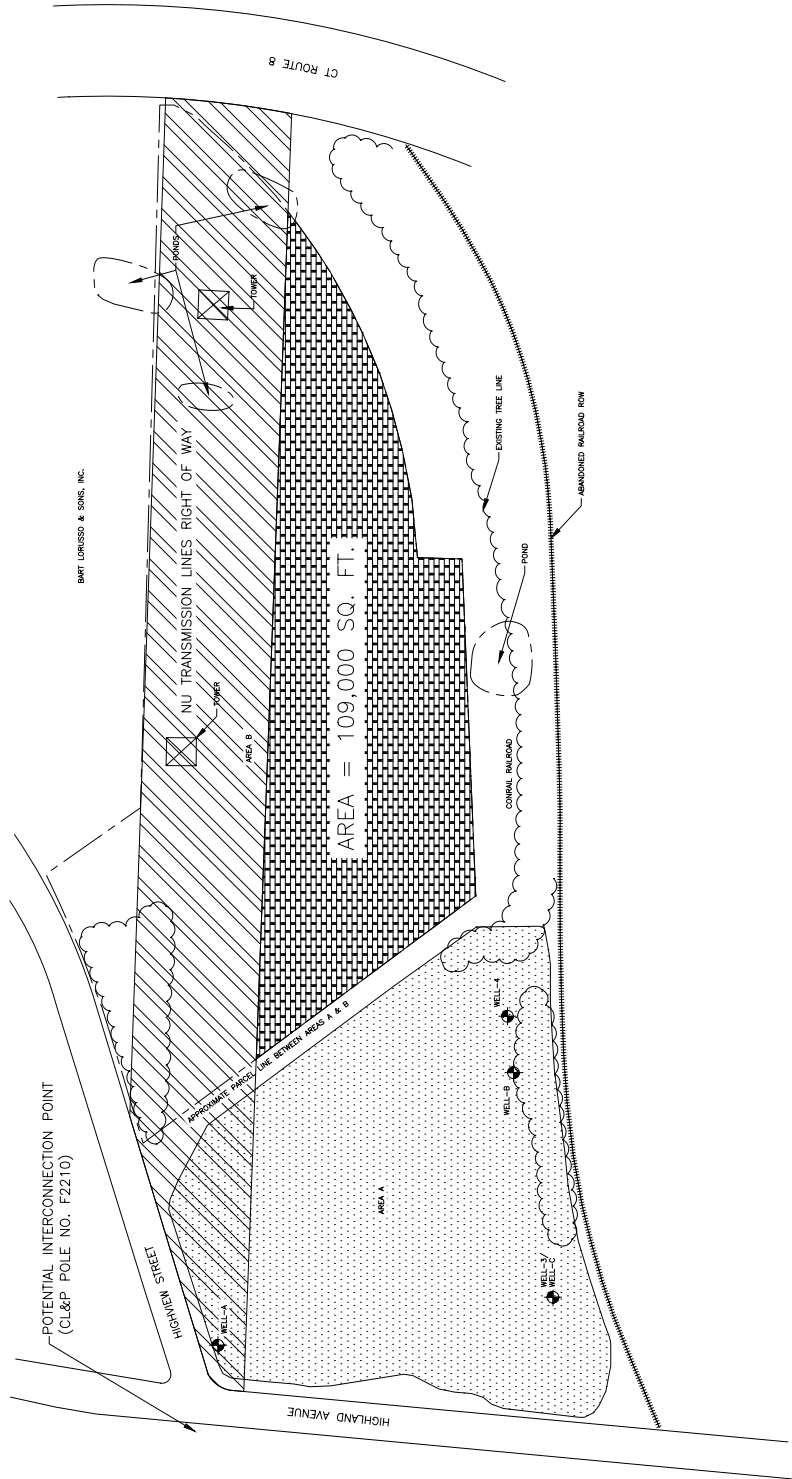 CT ROUTE 8
PONDS
TOWER
BART LORUSSO & SONS, INC.
NU TRANSMISSION LINES RIGHT OF WAY
EXISTING TREE LINE
ABANDONED RAILROAD ROW
AREA = 109,000 SQ. FT.
POND
TOWER
AREA B
CONRAIL RAILROAD
APPROXIMATE PARCEL LINE BETWEEN AREAS A & B
WELL-4
WELL-B
POTENTIAL INTERCONNECTION POINT
(CL&P POLE NO. F2210)
AREA A
HIGHVIEW STREET
WELL-3/
WELL-C
WELL-A
HIGHLAND AVENUE